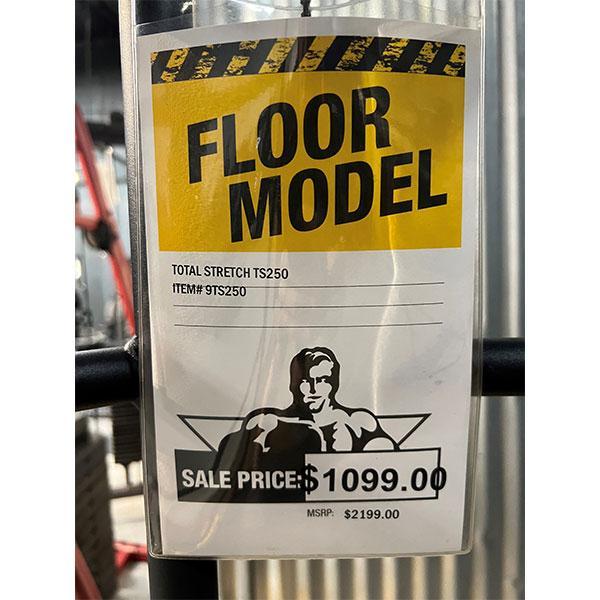 FLOOR
MODEL
TOTAL STRETCH TS250
ITEM# 9TS250
SALE PRICE: $1099.00
MSRP: $2199.00